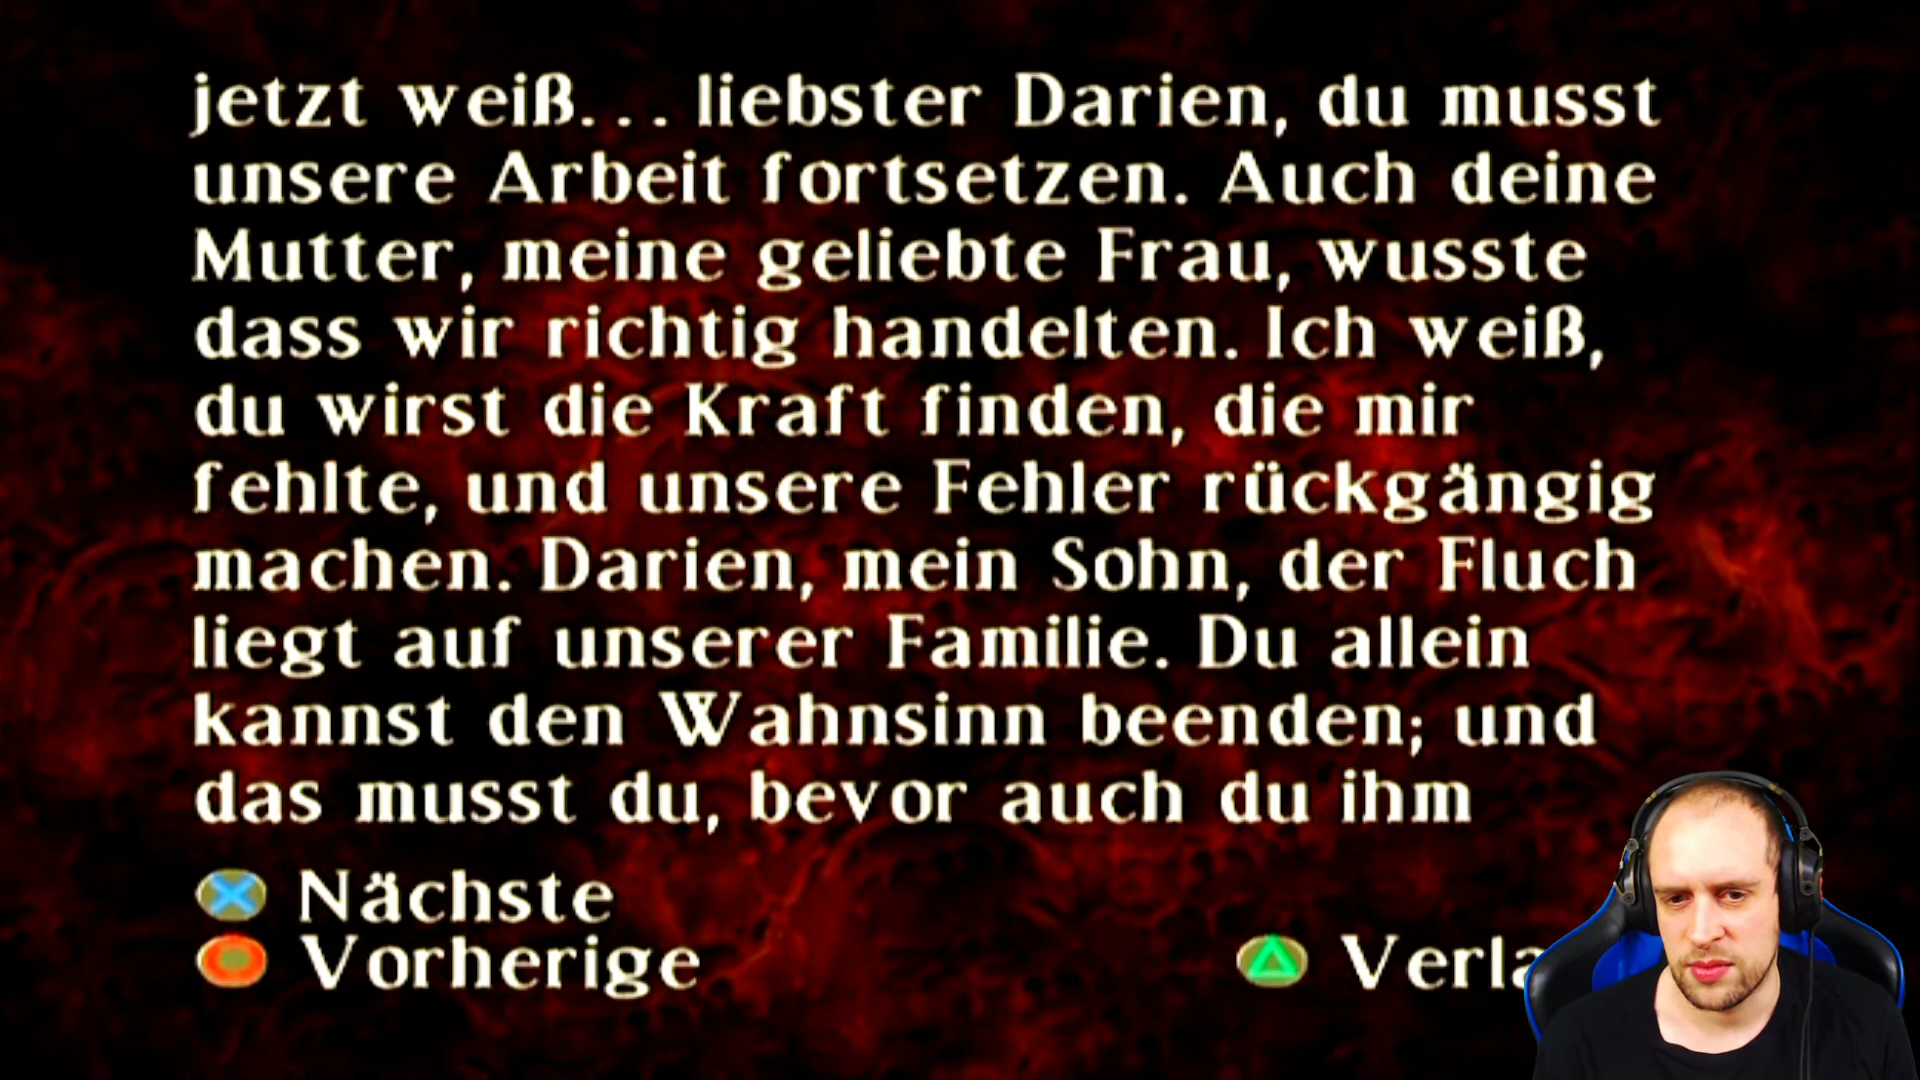 jetzt weiß... liebster Darien, du musst
unsere Arbeit fortsetzen. Auch deine
Mutter, meine geliebte Frau, wusste
dass wir richtig handelten. Ich weiß,
du wirst die Kraft finden, die mir
fehlte, und unsere Fehler rückgängig
machen. Darien, mein Sohn, der Fluch
liegt auf unserer Familie. Du allein
kannst den Wahnsinn beenden; und
das musst du, bevor auch du ihm
Nächste
Vorherige